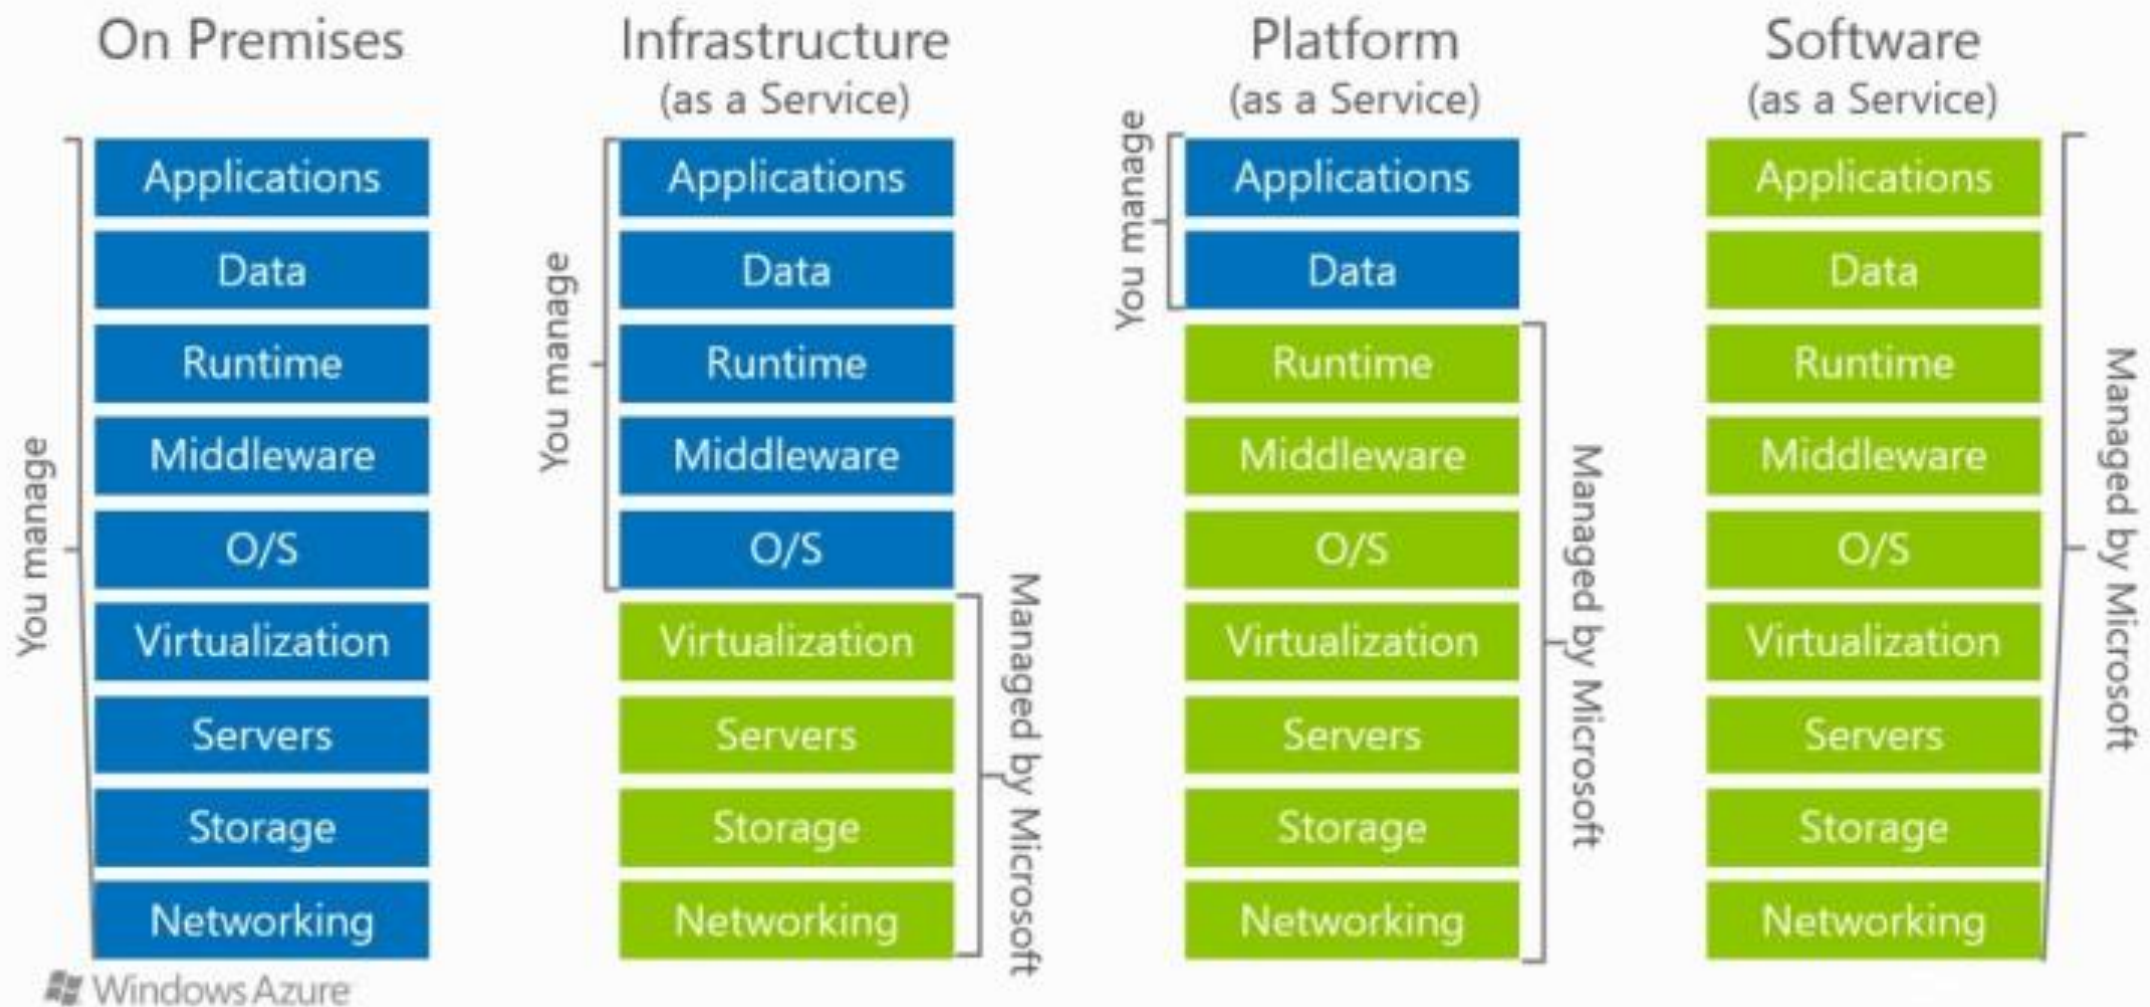 On Premises
You manage
Applications
Data
Runtime
Middleware
O/S
Virtualization
Servers
Storage
Networking
Infrastructure
(as a Service)
You manage
Applications
Data
Runtime
Middleware
O/S
Virtualization
Servers
Storage
Networking
Managed by Microsoft
Platform
(as a Service)
You manage
Applications
Data
Runtime
Middleware
O/S
Virtualization
Servers
Storage
Networking
Managed by Microsoft
Software
(as a Service)
Applications
Data
Runtime
Middleware
O/S
Virtualization
Servers
Storage
Networking
Managed by Microsoft
Windows Azure